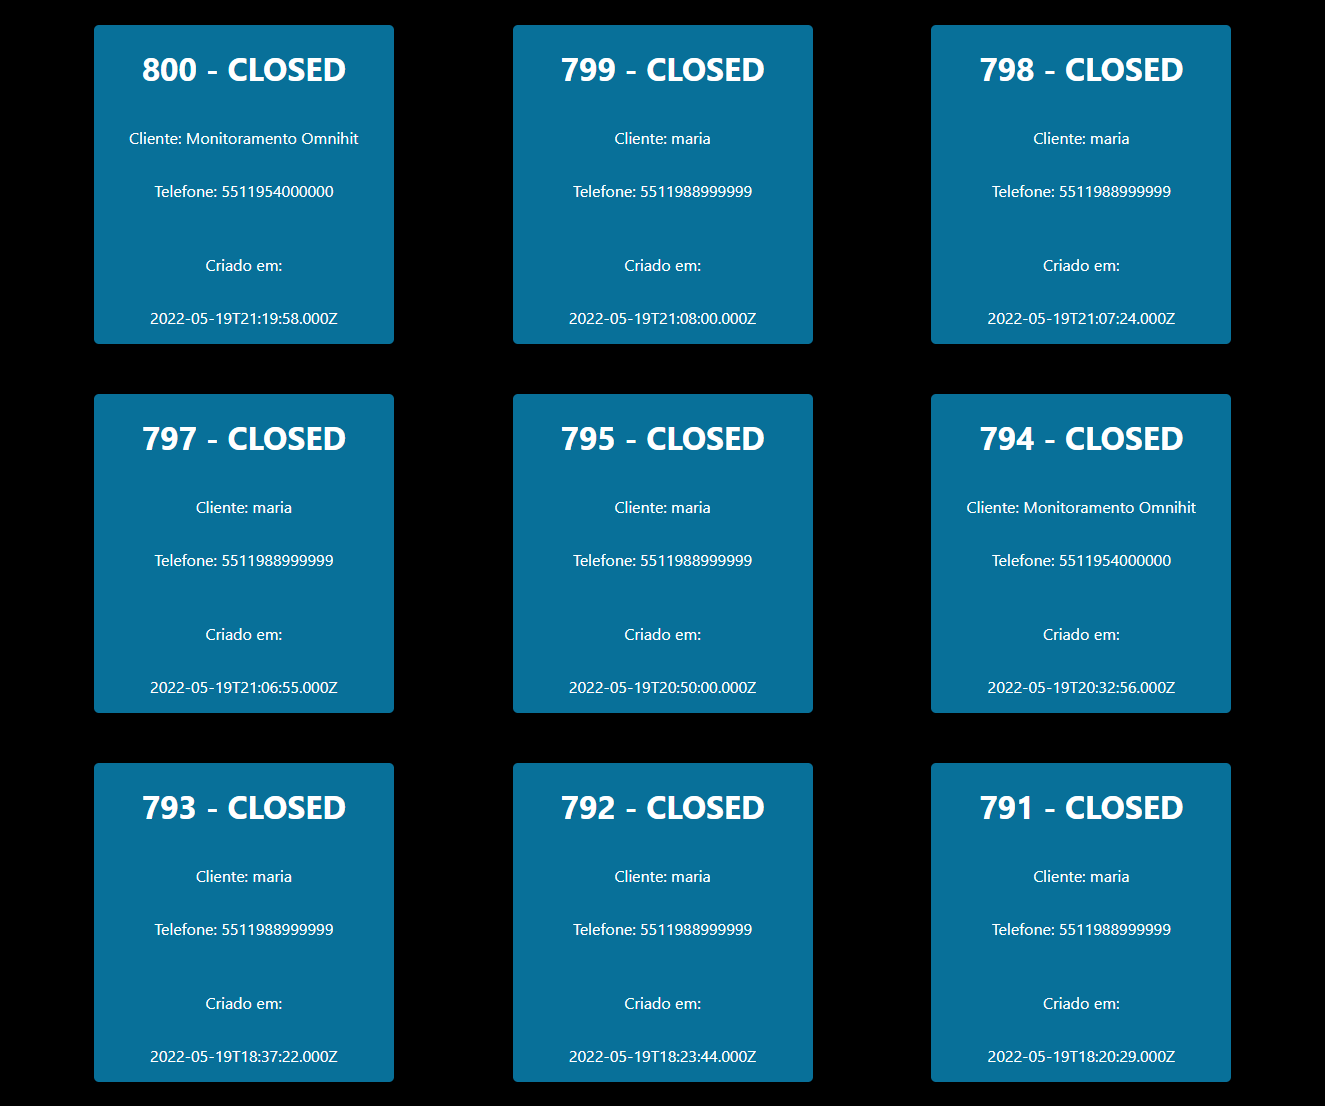 800 - CLOSED
Cliente: Monitoramento Omnihit
Telefone: 5511954000000
Criado em:
2022-05-19T21:19:58.000Z
799 - CLOSED
Cliente: maria
Telefone: 5511988999999
Criado em:
2022-05-19T21:08:00.000Z
798 - CLOSED
Cliente: maria
Telefone: 5511988999999
Criado em:
2022-05-19T21:07:24.000Z
797 - CLOSED
Cliente: maria
Telefone: 5511988999999
Criado em:
2022-05-19T21:06:55.000Z
795 - CLOSED
Cliente: maria
Telefone: 5511988999999
Criado em:
2022-05-19T20:50:00.000Z
794 - CLOSED
Cliente: Monitoramento Omnihit
Telefone: 5511954000000
Criado em:
2022-05-19T20:32:56.000Z
793 - CLOSED
Cliente: maria
Telefone: 5511988999999
Criado em:
2022-05-19T18:37:22.000Z
792 - CLOSED
Cliente: maria
Telefone: 5511988999999
Criado em:
2022-05-19T18:23:44.000Z
791 - CLOSED
Cliente: maria
Telefone: 5511988999999
Criado em:
2022-05-19T18:20:29.000Z